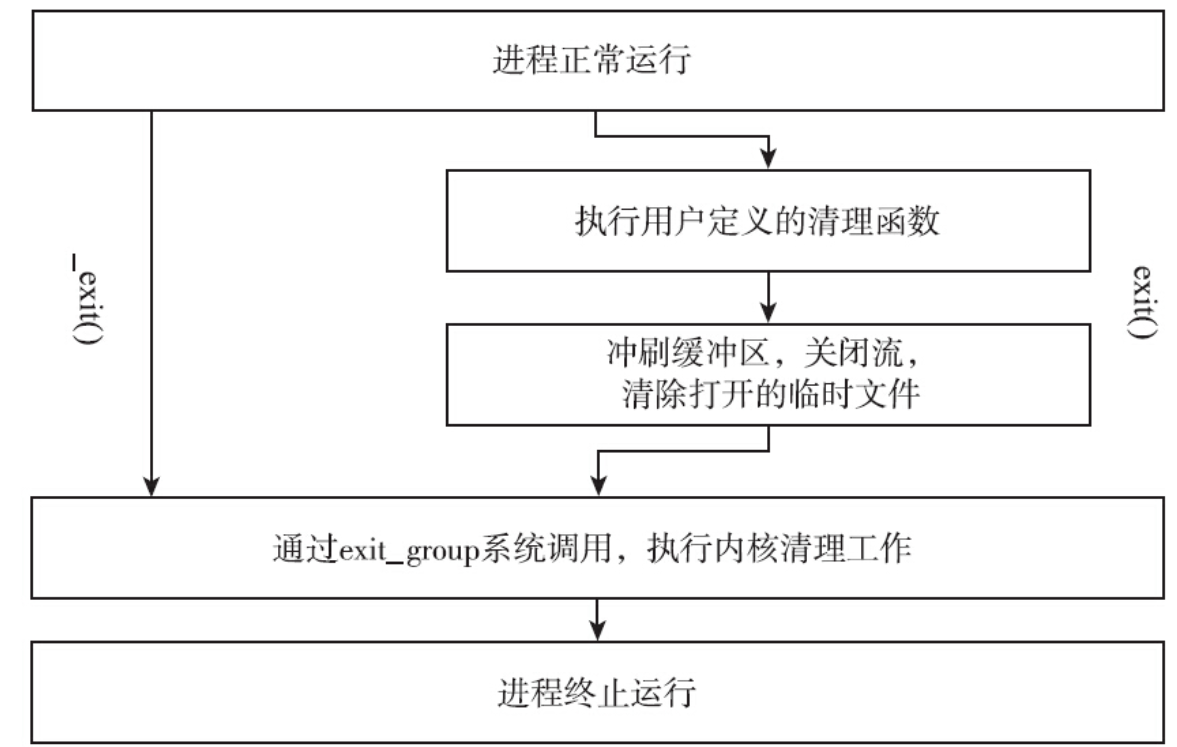 进程正常运行
执行用户定义的清理函数
_exit()
exit()
冲刷缓冲区，关闭流，
清除打开的临时文件
通过exit_group系统调用，执行内核清理工作
进程终止运行